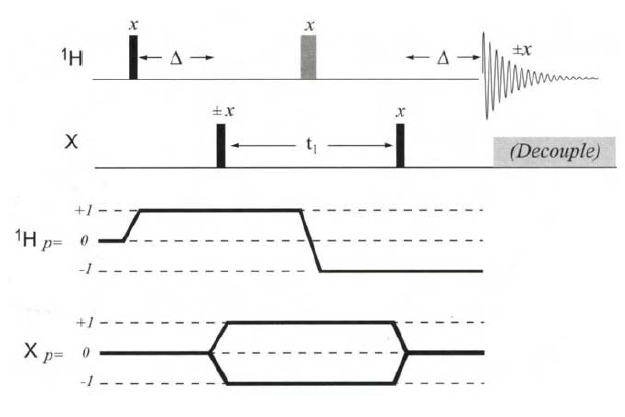 x x
¹H Δ Δ ±x
±x x
X t₁ (Decouple)
+1
¹H p= 0
-1
+1
X p= 0
-1